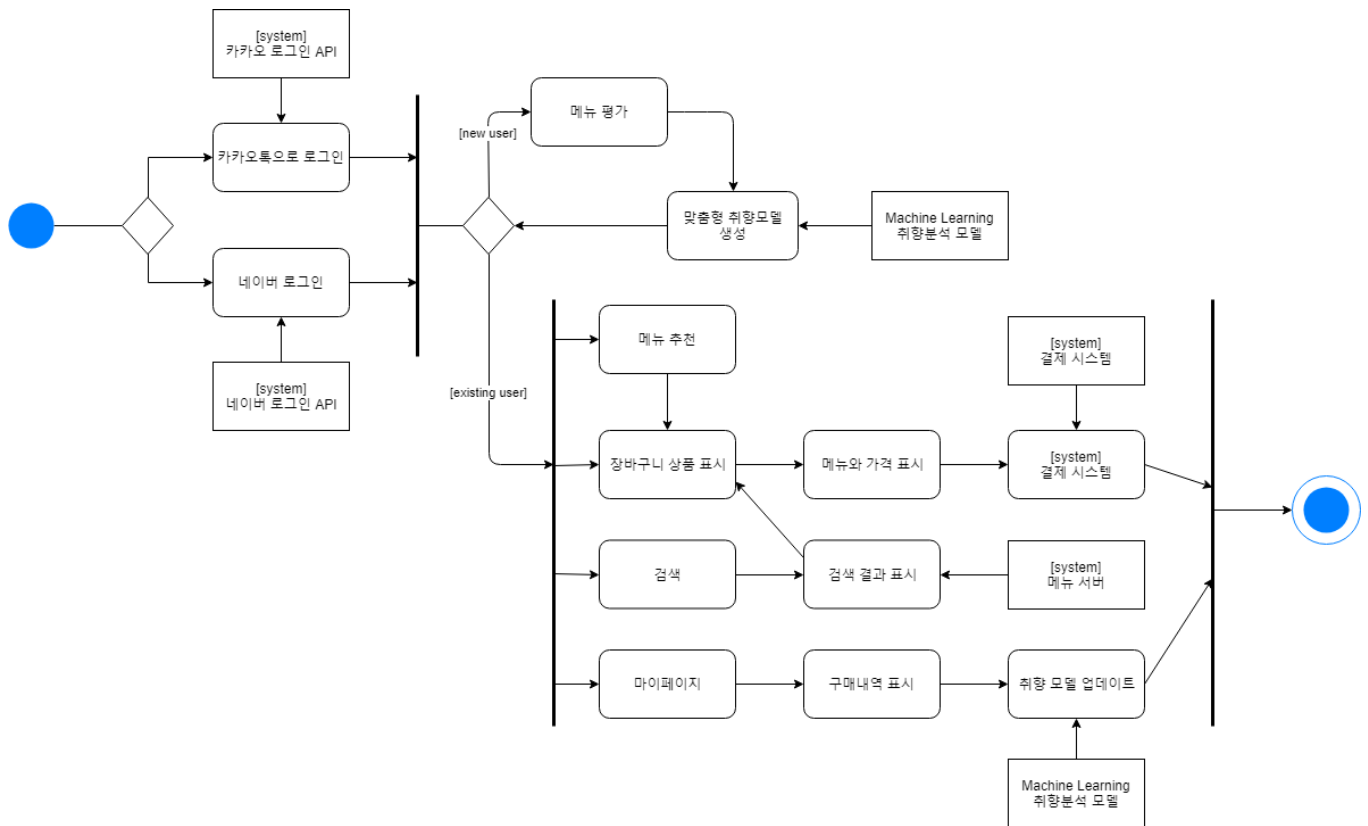 [system]
카카오 로그인 API
카카오톡으로 로그인
네이버 로그인
[system]
네이버 로그인 API
[new user]
메뉴 평가
맞춤형 취향모델
생성
Machine Learning
취향분석 모델
[existing user]
메뉴 추천
장바구니 상품 표시
메뉴와 가격 표시
[system]
결제 시스템
[system]
결제 시스템
검색
검색 결과 표시
[system]
메뉴 서버
마이페이지
구매내역 표시
취향 모델 업데이트
Machine Learning
취향분석 모델